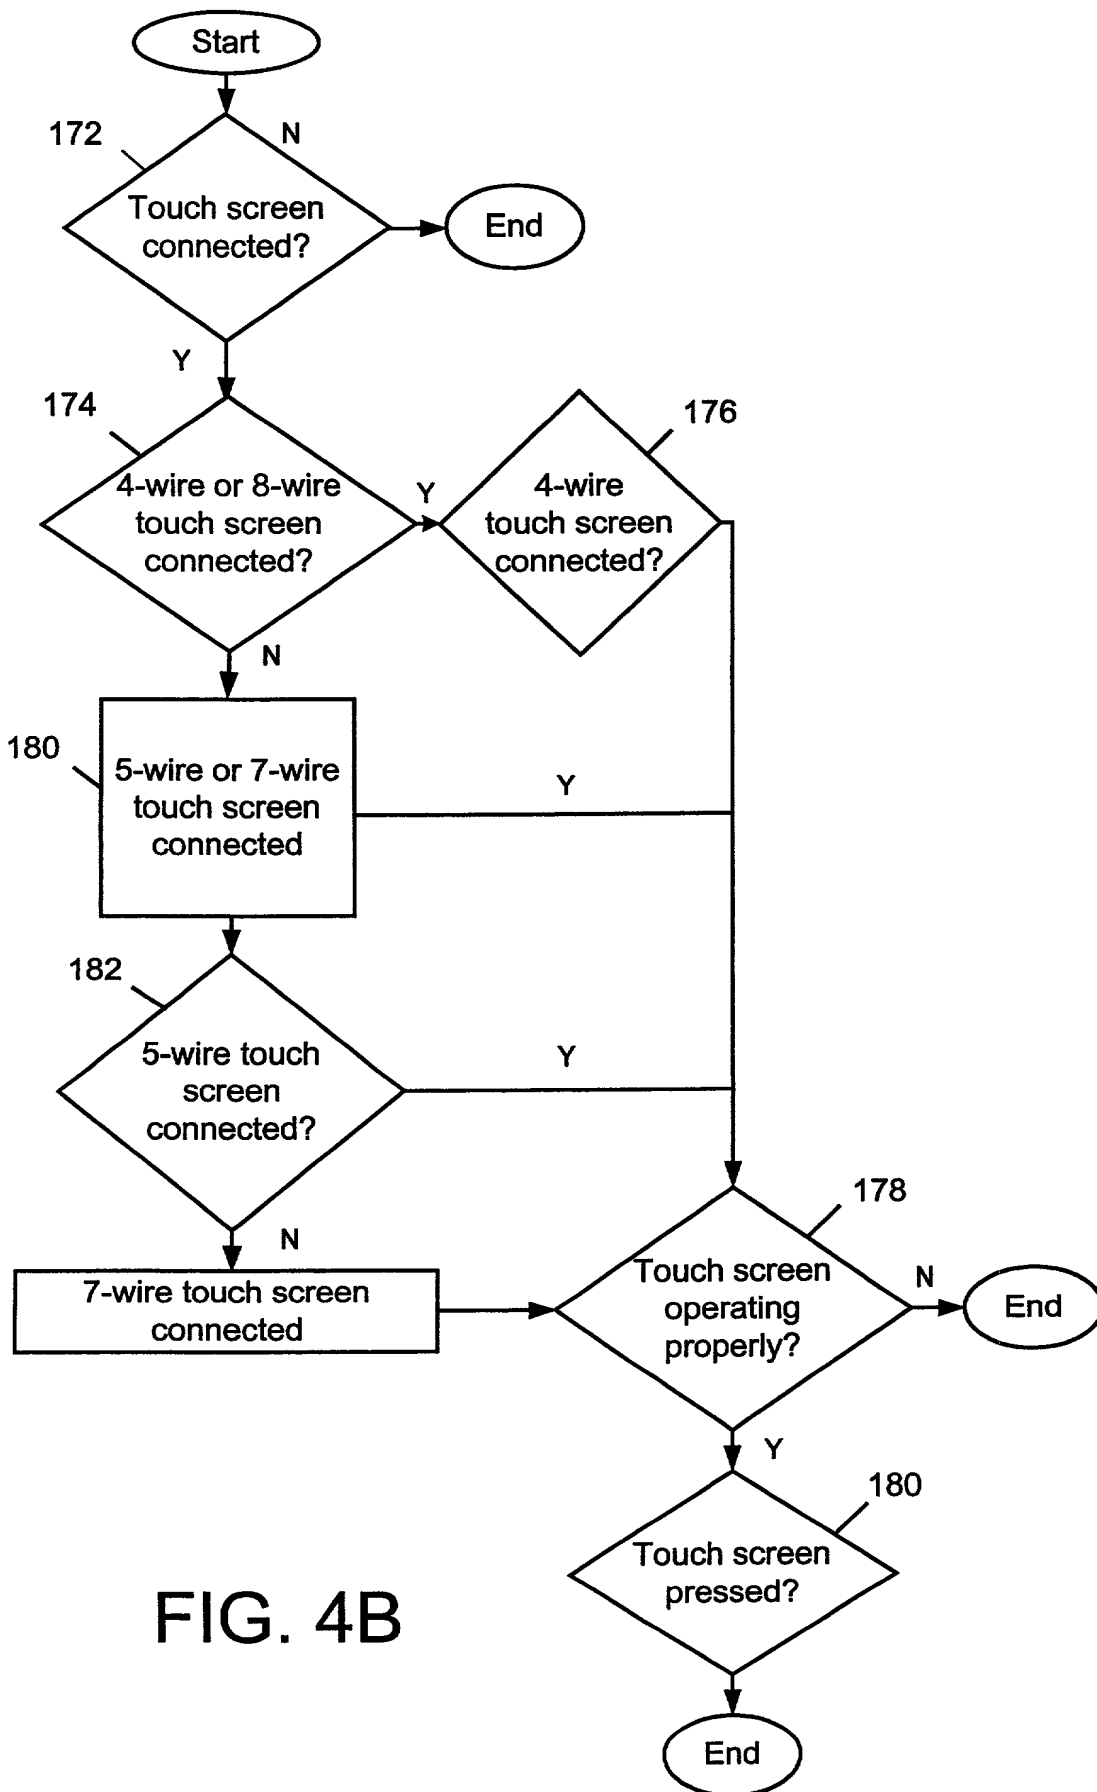 Start
172
N
Touch screen
connected?
End
Y
174
176
4-wire or 8-wire
touch screen
connected?
Y
4-wire
touch screen
connected?
N
180
5-wire or 7-wire
touch screen
connected
Y
182
5-wire touch
screen
connected?
Y
178
N
7-wire touch screen
connected
Touch screen
operating
properly?
N
End
Y
180
Touch screen
pressed?
FIG. 4B
End